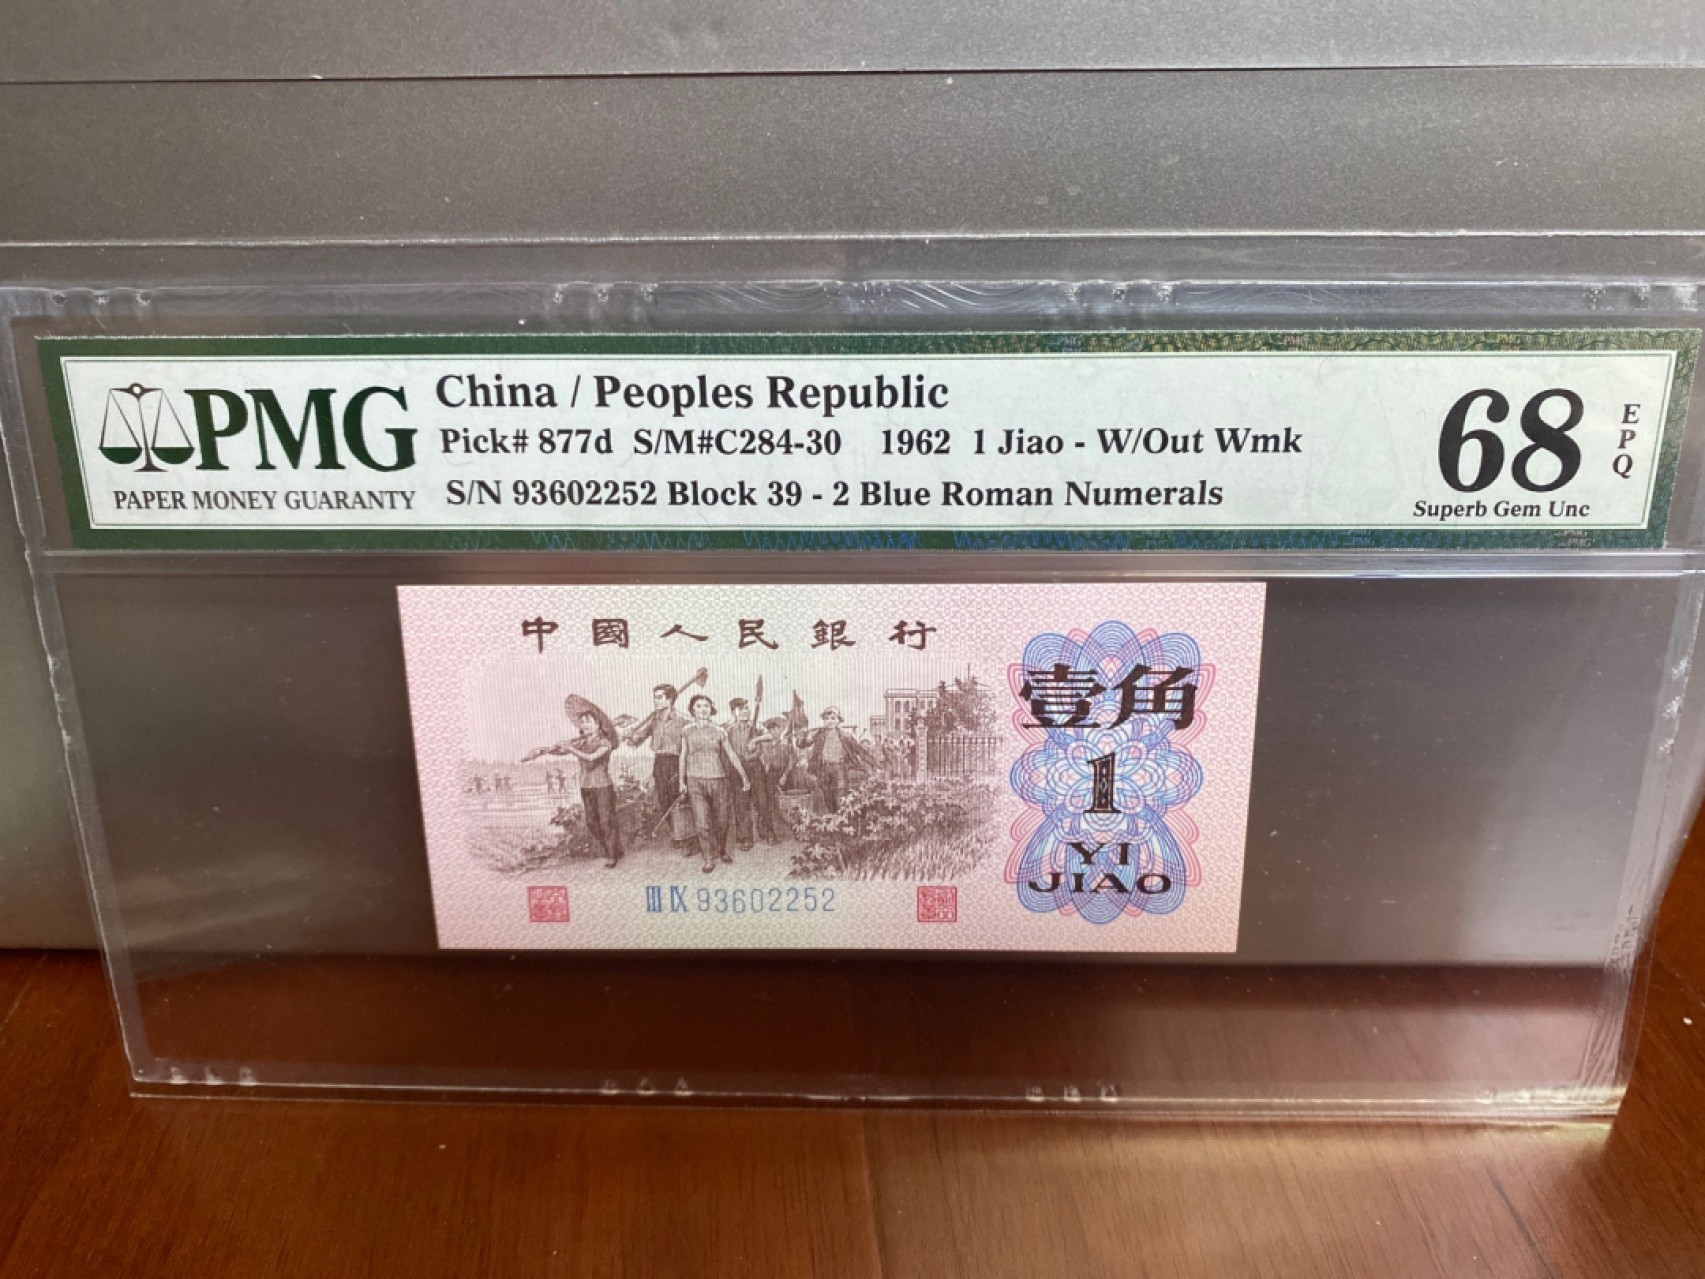 PMG
PAPER MONEY GUARANTY
China / Peoples Republic
Pick# 877d S/M#C284-30 1962 1 Jiao - W/Out Wmk
S/N 93602252 Block 39 - 2 Blue Roman Numerals
68
EPQ
Superb Gem Unc
中國人民銀行
壹角
1
YI
JIAO
III IX 93602252